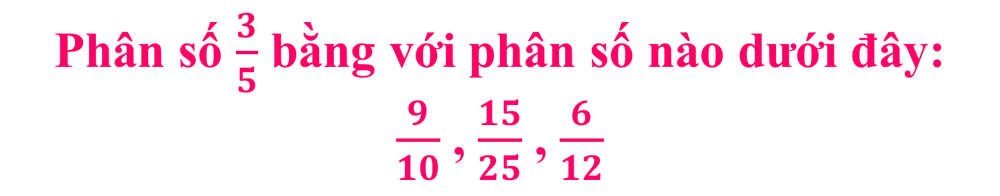 Phân số 3/5 bằng với phân số nào dưới đây:
9/10 , 15/25 , 6/12